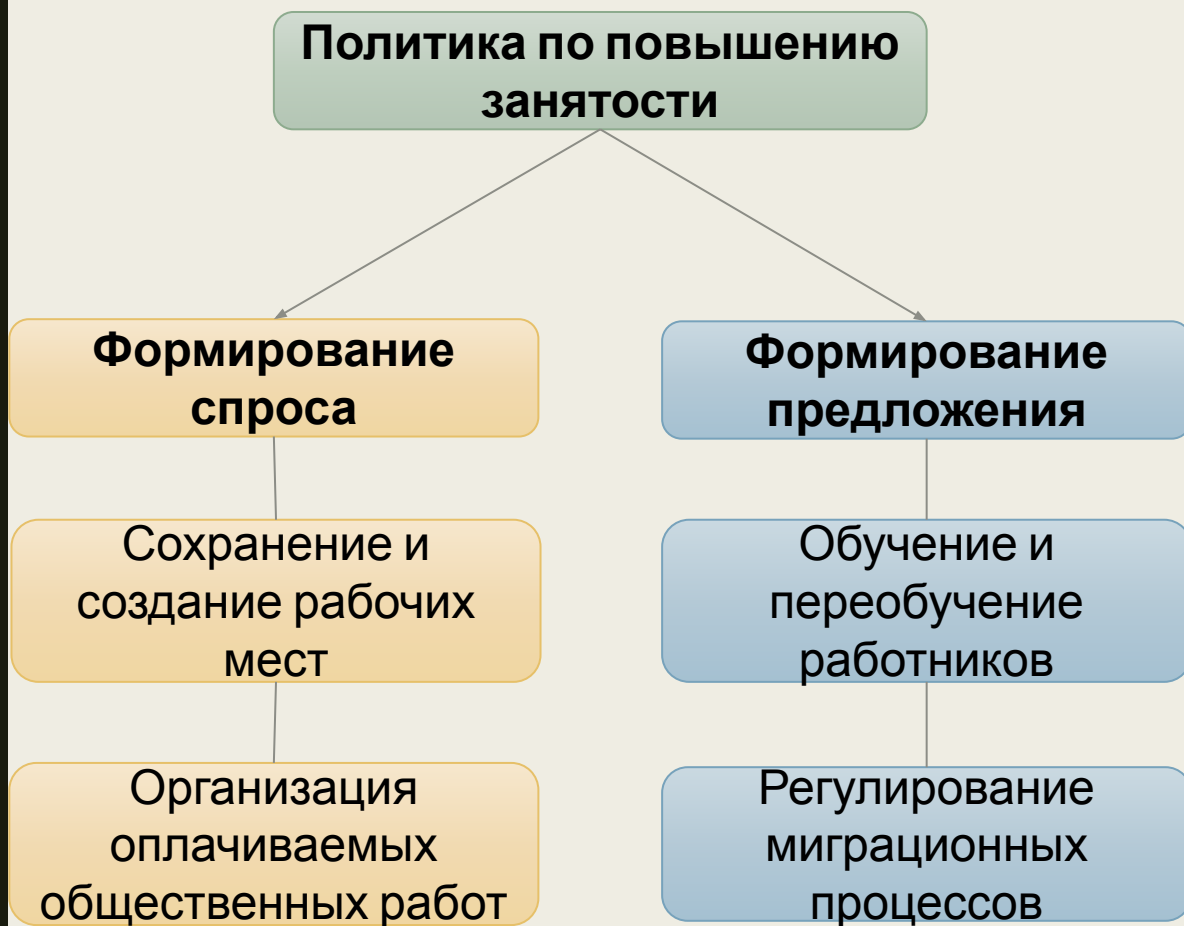 Политика по повышению
занятости
Формирование
спроса
Формирование
предложения
Сохранение и
создание рабочих
мест
Обучение и
переобучение
работников
Организация
оплачиваемых
общественных работ
Регулирование
миграционных
процессов